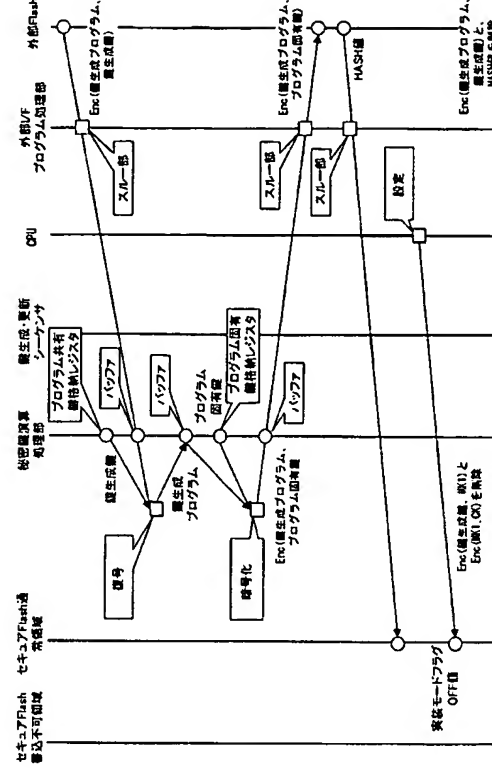 セキュアFlash
書込不可領域
セキュアFlash通
常領域
秘密鍵演算
処理部
鍵生成・更新
シーケンサ
CPU
外部I/F
プログラム処理部
外部Flash
プログラム共有
鍵格納レジスタ
鍵生成鍵
バッファ
復号
鍵生成
プログラム
バッファ
プログラム
固有鍵
プログラム固有
鍵格納レジスタ
暗号化
バッファ
Enc(鍵生成プログラム、
プログラム固有鍵)
スルー部
Enc(鍵生成プログラム、
鍵生成鍵)
スルー部
Enc(鍵生成プログラム、
プログラム固有鍵)
スルー部
HASH値
設定
実装モードフラグ
OFF値
Enc(鍵生成鍵、MK1)と
Enc(MK1、CK)を削除
Enc(鍵生成プログラム、
鍵生成鍵)と、